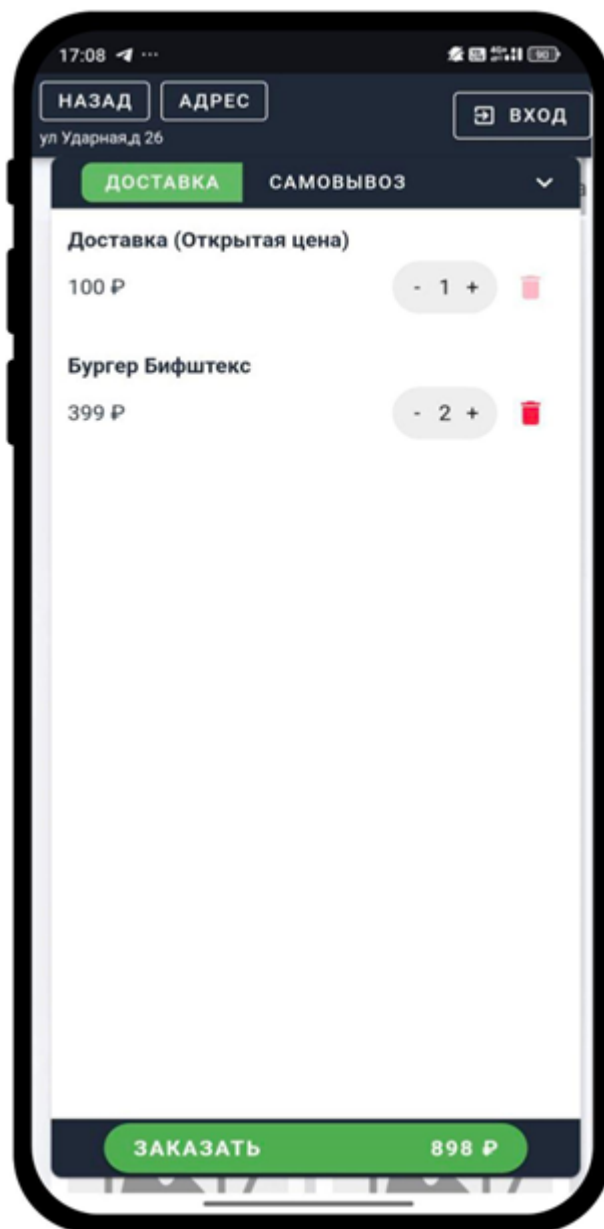 17:08
90
НАЗАД
АДРЕС
ВХОД
ул Ударная,д 26
ДОСТАВКА
САМОВЫВОЗ
Доставка (Открытая цена)
100 ₽
- 1 +
Бургер Бифштекс
399 ₽
- 2 +
ЗАКАЗАТЬ 898 ₽